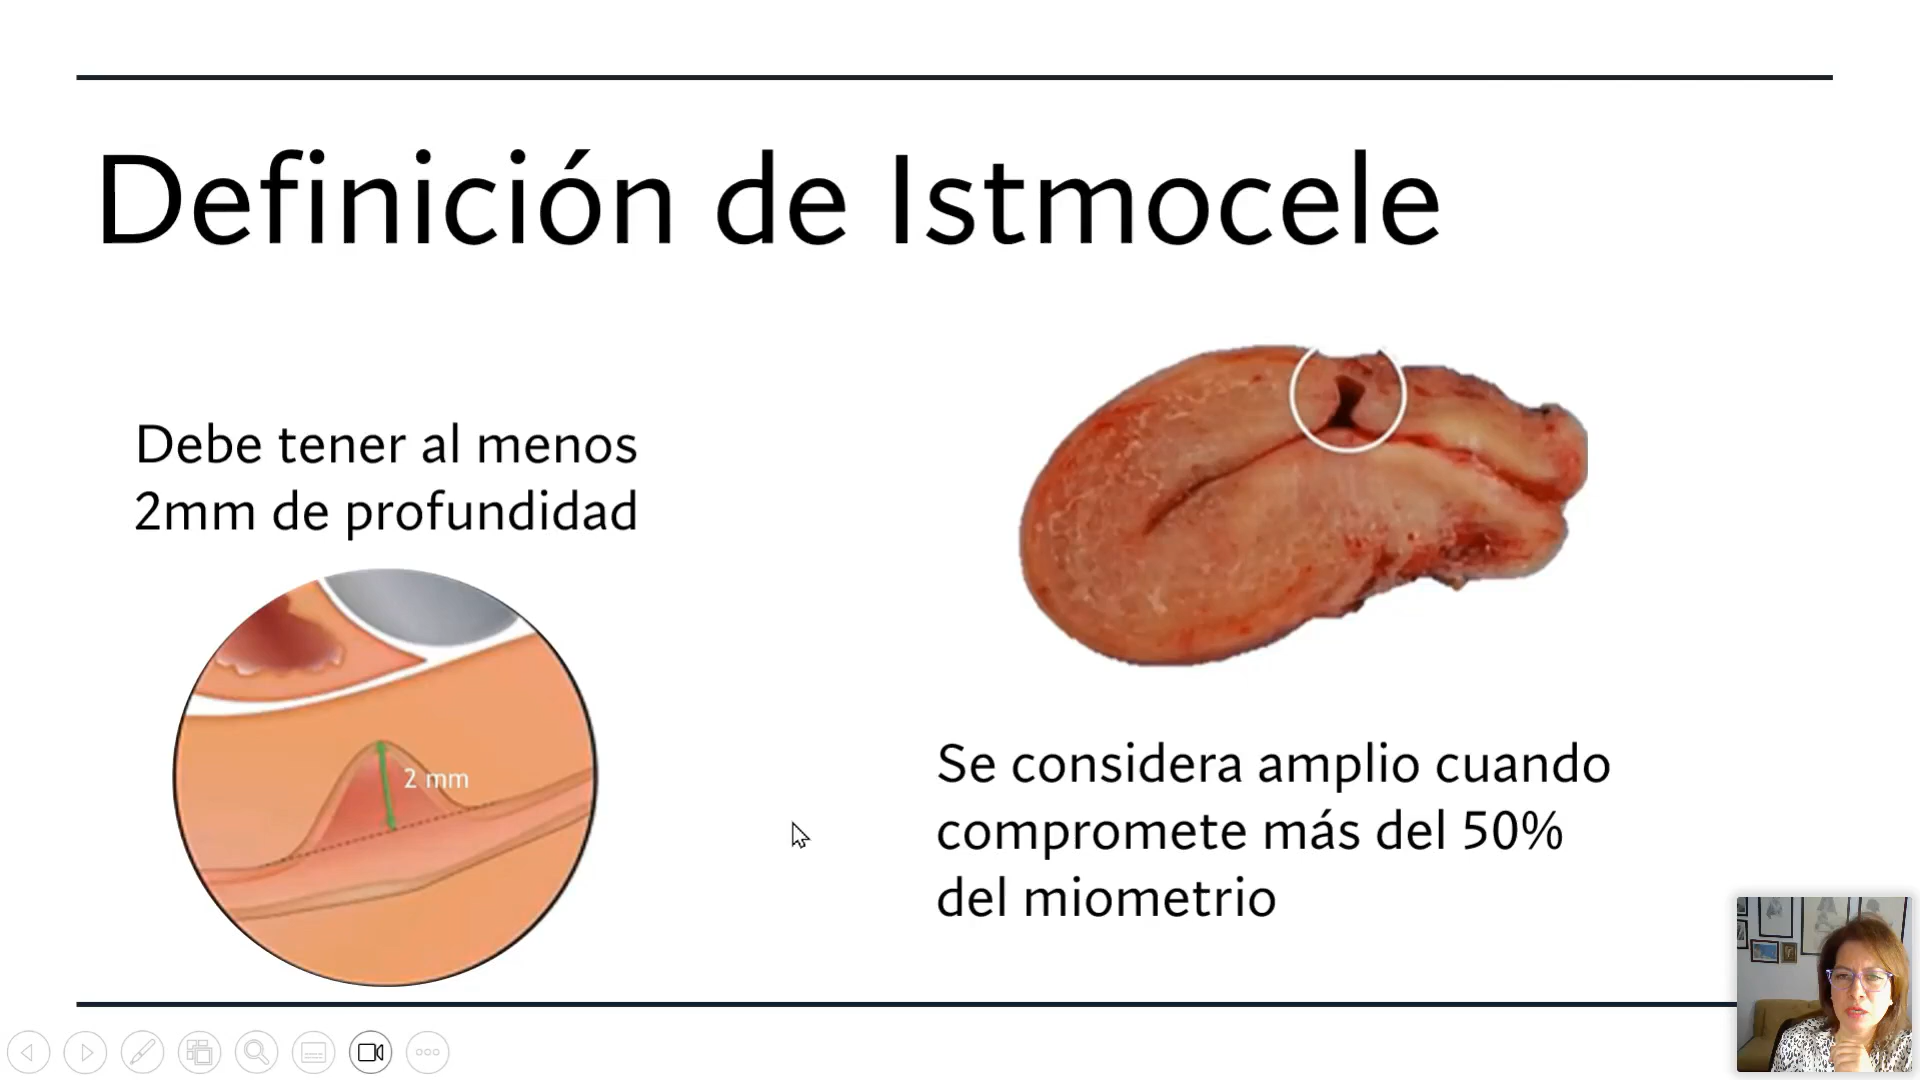 Definición de Istmocele
Debe tener al menos
2mm de profundidad
2 mm
Se considera amplio cuando
compromete más del 50%
del miometrio